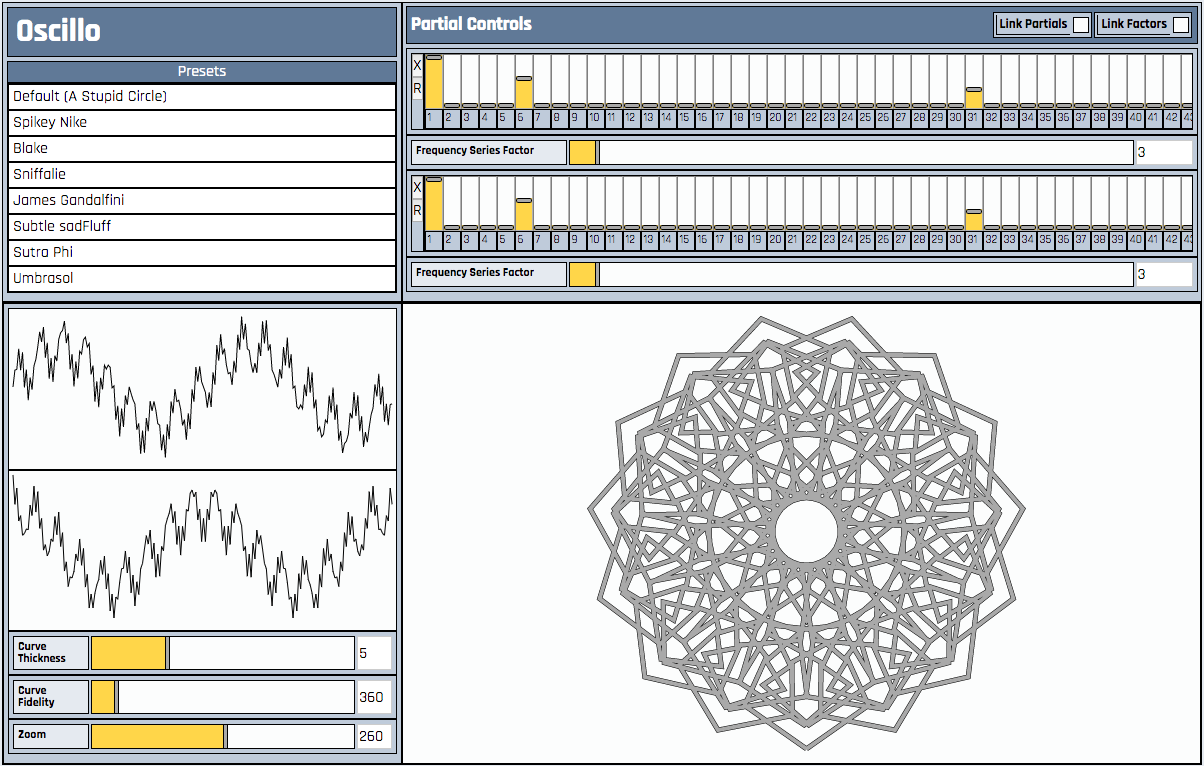 Oscillo
Presets
Default (A Stupid Circle)
Spikey Nike
Blake
Sniffalie
James Gandalfini
Subtle sadFluff
Sutro Phi
Umbrasol
Partial Controls
Link Partials
Link Factors
X
R
1 2 3 4 5 6 7 8 9 10 11 12 13 14 15 16 17 18 19 20 21 22 23 24 25 26 27 28 29 30 31 32 33 34 35 36 37 38 39 40 41 42
Frequency Series Factor 3
X
R
1 2 3 4 5 6 7 8 9 10 11 12 13 14 15 16 17 18 19 20 21 22 23 24 25 26 27 28 29 30 31 32 33 34 35 36 37 38 39 40 41 42
Frequency Series Factor 3
Curve
Thickness 5
Curve
Fidelity 360
Zoom 260